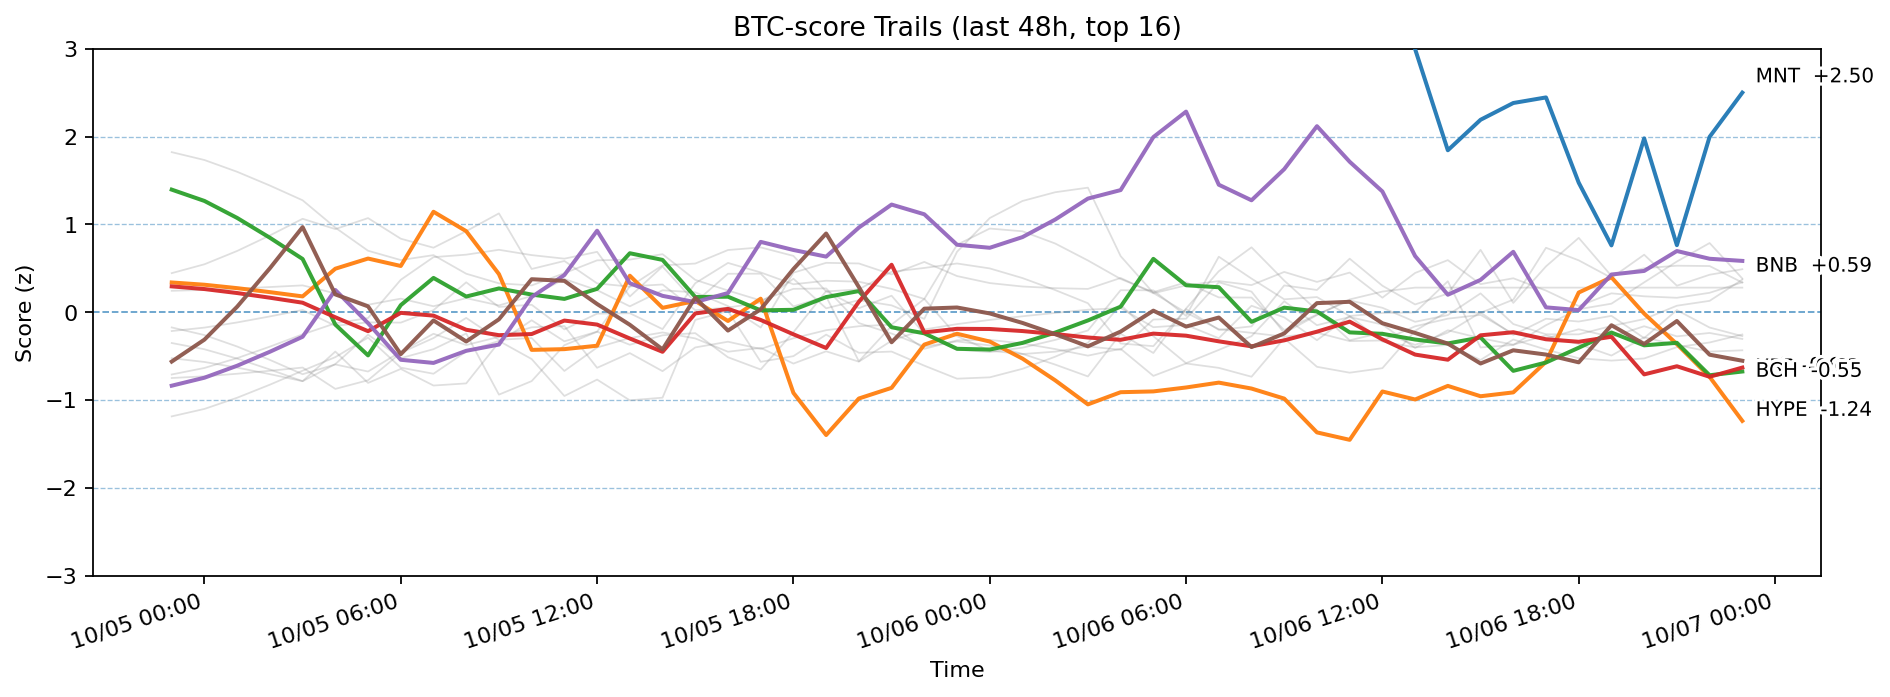 BTC-score Trails (last 48h, top 16)
Score (z)
3
2
1
0
−1
−2
−3
MNT +2.50
BNB +0.59
BCH -0.55
HYPE -1.24
10/05 00:00
10/05 06:00
10/05 12:00
10/05 18:00
10/06 00:00
10/06 06:00
10/06 12:00
10/06 18:00
10/07 00:00
Time